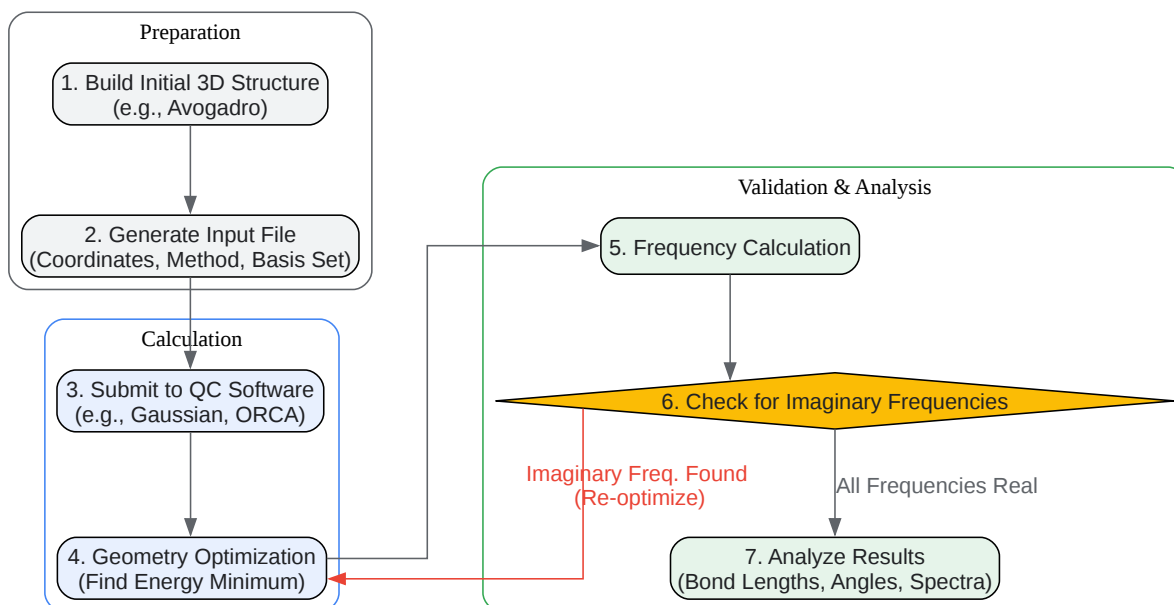 Preparation
1. Build Initial 3D Structure
(e.g., Avogadro)
2. Generate Input File
(Coordinates, Method, Basis Set)
Calculation
3. Submit to QC Software
(e.g., Gaussian, ORCA)
4. Geometry Optimization
(Find Energy Minimum)
Validation & Analysis
5. Frequency Calculation
6. Check for Imaginary Frequencies
Imaginary Freq. Found
(Re-optimize)
All Frequencies Real
7. Analyze Results
(Bond Lengths, Angles, Spectra)